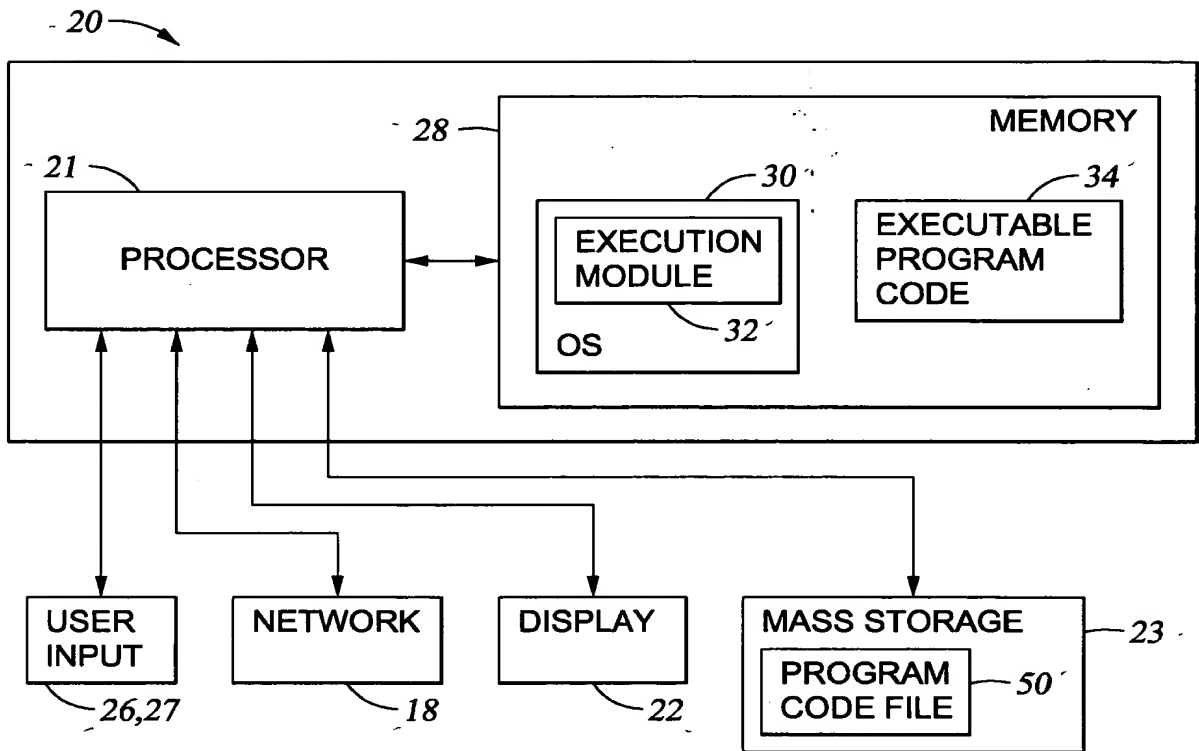 20
28
MEMORY
21
30
34
PROCESSOR
EXECUTION
MODULE
32
OS
EXECUTABLE
PROGRAM
CODE
USER
INPUT
26,27
NETWORK
18
DISPLAY
22
MASS STORAGE
23
PROGRAM
CODE FILE
50